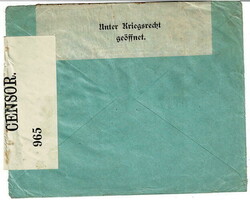 Unter Kriegsrecht
geöffnet.
CENSOR.
965